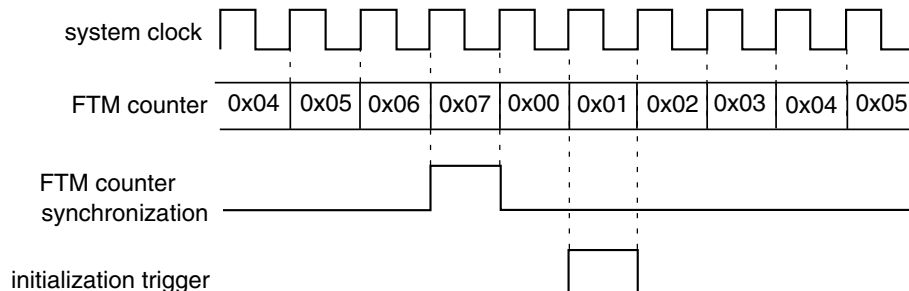 system clock
FTM counter 0x04 0x05 0x06 0x07 0x00 0x01 0x02 0x03 0x04 0x05
FTM counter
synchronization
initialization trigger